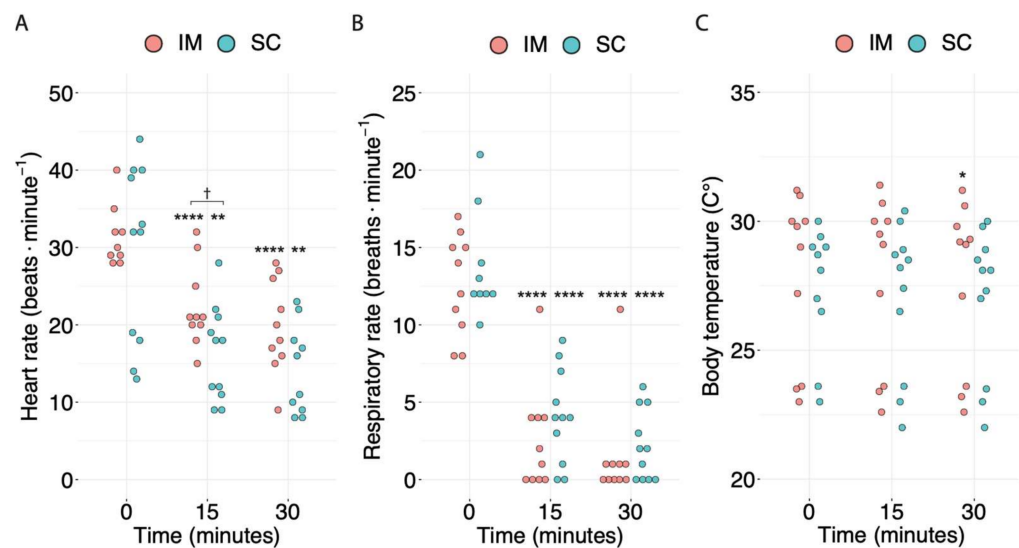 A
IM SC
Heart rate (beats · minute⁻¹)
50
40
30
20
10
0
†
**** **
**** **
0 15 30
Time (minutes)
B
IM SC
Respiratory rate (breaths · minute⁻¹)
25
20
15
10
5
0
**** **** **** ****
0 15 30
Time (minutes)
C
IM SC
Body temperature (C°)
35
30
25
20
*
0 15 30
Time (minutes)